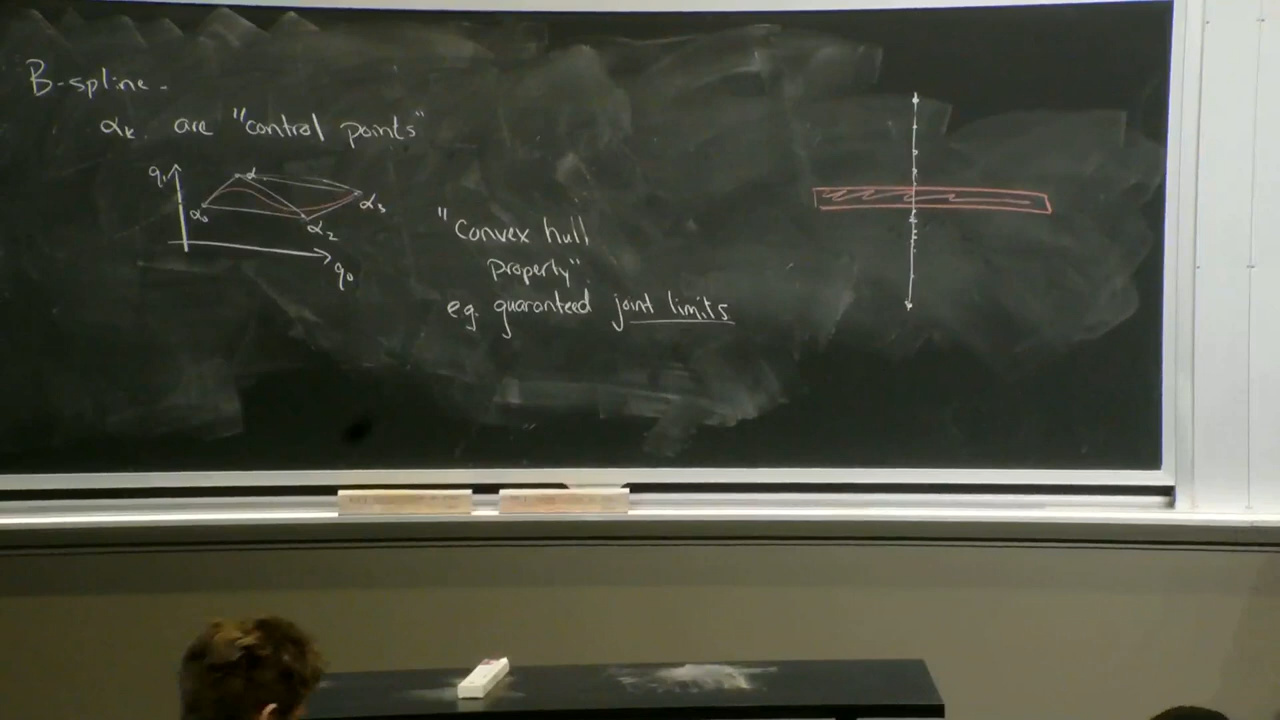 B-spline.
αₖ are "control points"
q₁
α₀
α
α₂
α₃
q₀
"Convex hull
property"
e.g. guaranteed joint limits